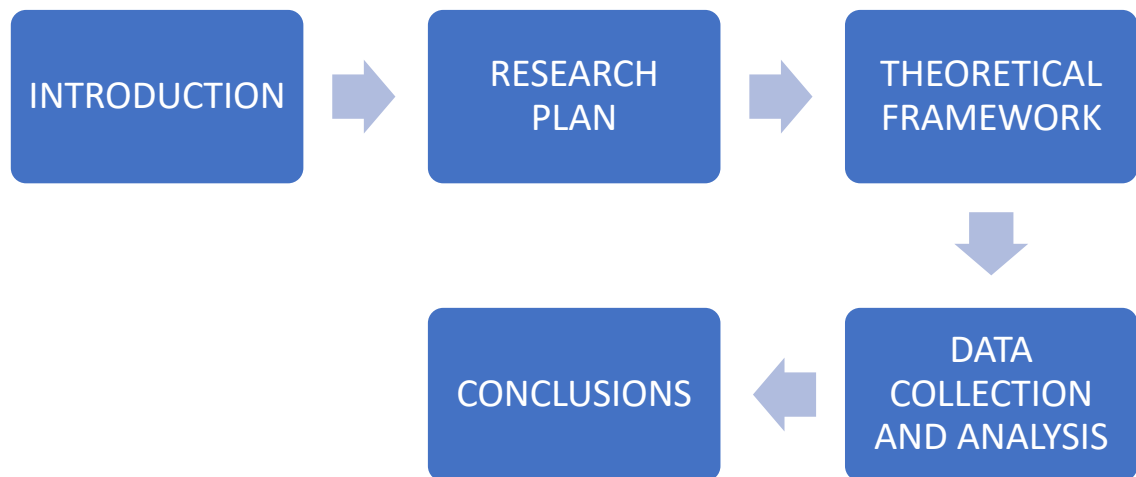 INTRODUCTION
RESEARCH
PLAN
THEORETICAL
FRAMEWORK
DATA
COLLECTION
AND ANALYSIS
CONCLUSIONS